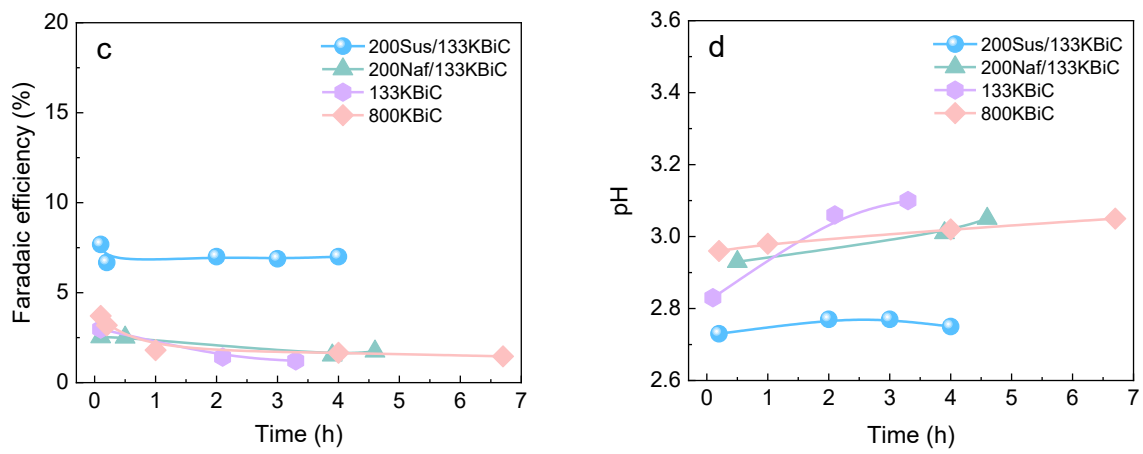 c
200Sus/133KBiC
200Naf/133KBiC
133KBiC
800KBiC
Faradaic efficiency (%)
20
15
10
5
0
0 1 2 3 4 5 6 7
Time (h)
d
200Sus/133KBiC
200Naf/133KBiC
133KBiC
800KBiC
pH
3.6
3.4
3.2
3.0
2.8
2.6
0 1 2 3 4 5 6 7
Time (h)